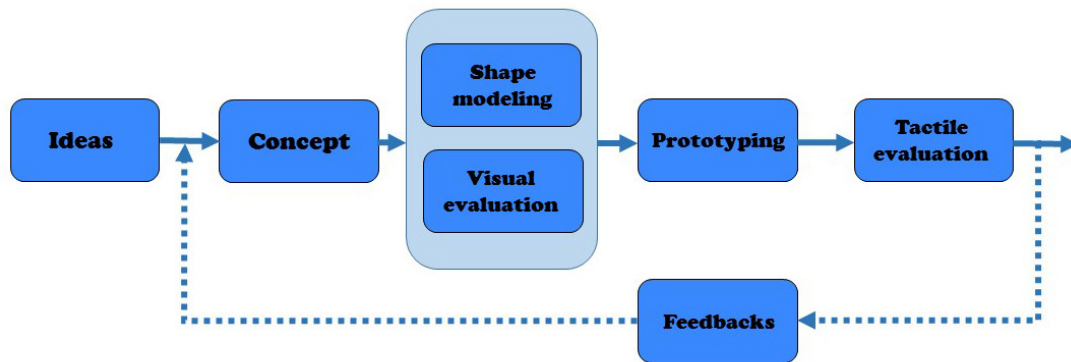 Ideas
Concept
Shape
modeling
Visual
evaluation
Prototyping
Tactile
evaluation
Feedbacks